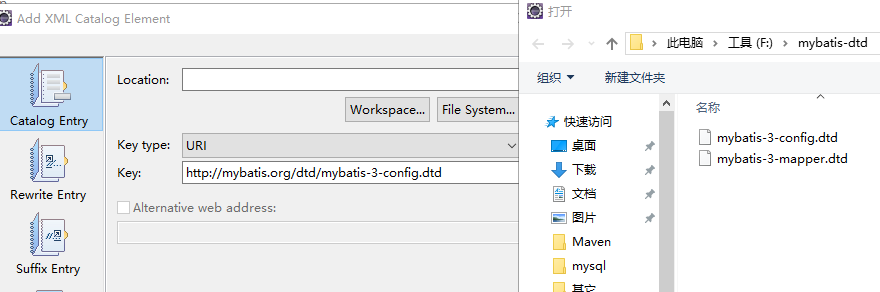 Add XML Catalog Element
Catalog Entry
Rewrite Entry
Suffix Entry
Location:
Workspace...
File System...
Key type:
URI
Key:
http://mybatis.org/dtd/mybatis-3-config.dtd
Alternative web address:
打开
此电脑 > 工具 (F:) > mybatis-dtd
组织
新建文件夹
快速访问
桌面
下载
文档
图片
Maven
mysql
其它
名称
mybatis-3-config.dtd
mybatis-3-mapper.dtd